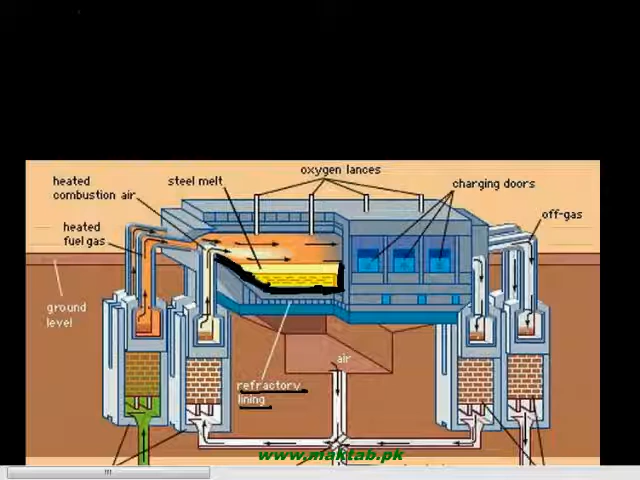 oxygen lances
heated
combustion air
steel melt
charging doors
off-gas
heated
fuel gas
ground
level
air
refractory
lining
www.maktab.pk